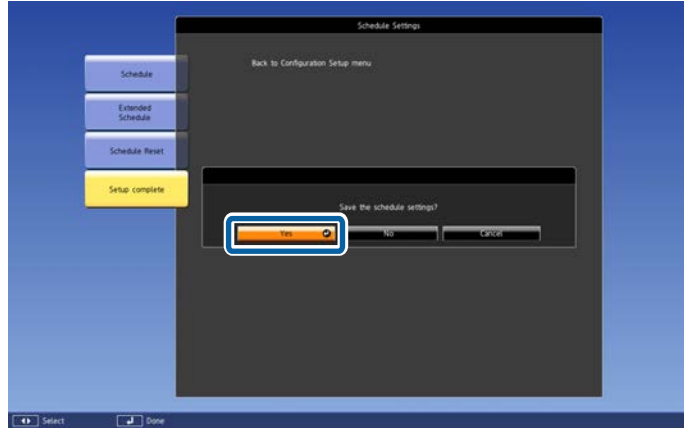 Schedule Settings
Back to Configuration Setup menu
Schedule
Extended
Schedule
Schedule Reset
Setup complete
Save the schedule settings?
Yes
No
Cancel
Select
Done